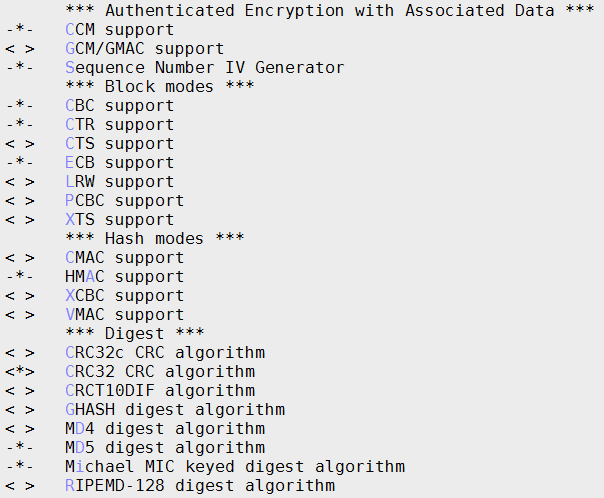 *** Authenticated Encryption with Associated Data ***
-*- CCM support
< > GCM/GMAC support
-*- Sequence Number IV Generator
*** Block modes ***
-*- CBC support
-*- CTR support
< > CTS support
-*- ECB support
< > LRW support
< > PCBC support
< > XTS support
*** Hash modes ***
< > CMAC support
-*- HMAC support
< > XCBC support
< > VMAC support
*** Digest ***
< > CRC32c CRC algorithm
<*> CRC32 CRC algorithm
< > CRCT10DIF algorithm
< > GHASH digest algorithm
< > MD4 digest algorithm
-*- MD5 digest algorithm
-*- Michael MIC keyed digest algorithm
< > RIPEMD-128 digest algorithm